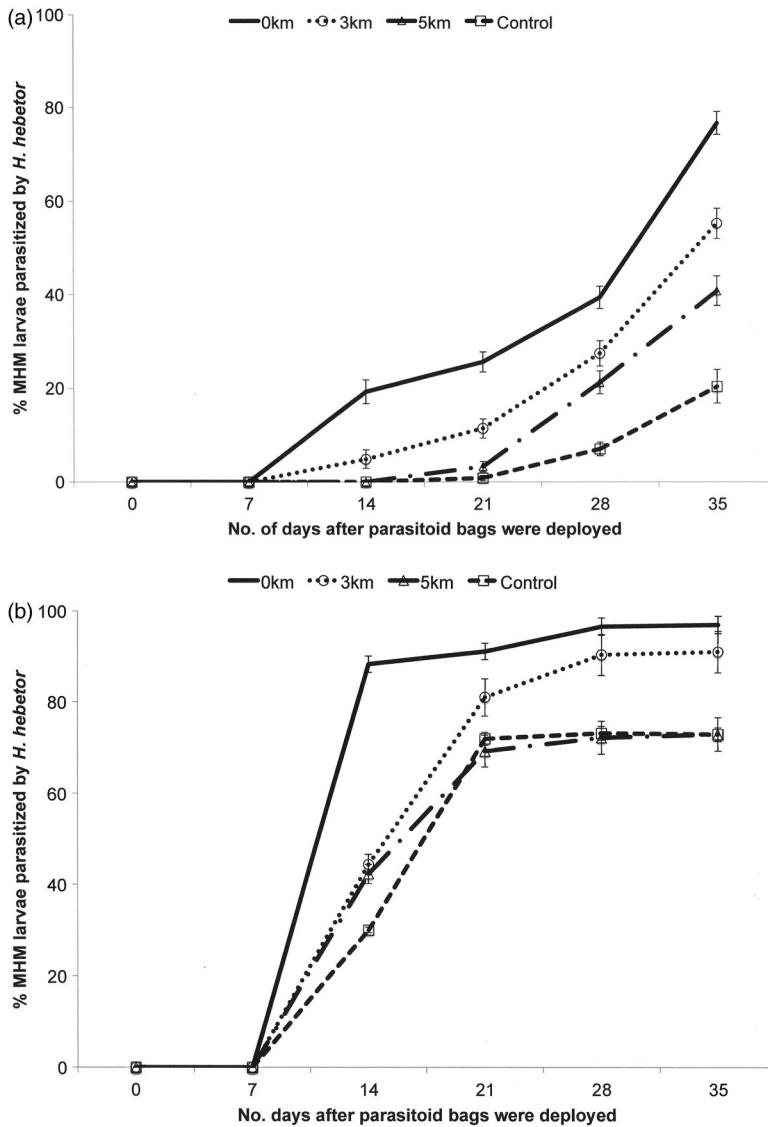 (a)
0km 3km 5km Control
100
80
60
40
20
0
% MHM larvae parasitized by H. hebetor
0 7 14 21 28 35
No. of days after parasitoid bags were deployed
(b)
0km 3km 5km Control
100
80
60
40
20
0
% MHM larvae parasitized by H. hebetor
0 7 14 21 28 35
No. days after parasitoid bags were deployed